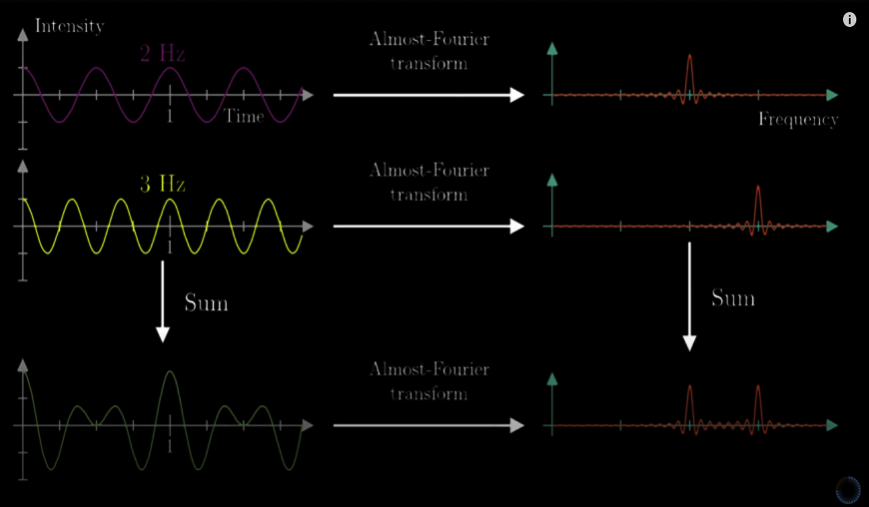 Intensity
2 Hz
Almost-Fourier
transform
1
Time
Frequency
3 Hz
Almost-Fourier
transform
1
Sum
Sum
Almost-Fourier
transform
1
i